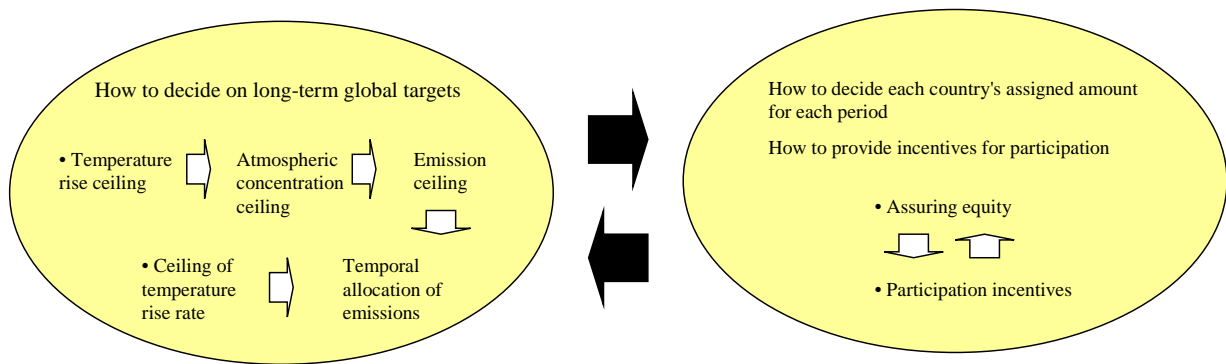 How to decide on long-term global targets
• Temperature
rise ceiling
Atmospheric
concentration
ceiling
Emission
ceiling
• Ceiling of
temperature
rise rate
Temporal
allocation of
emissions
How to decide each country's assigned amount
for each period
How to provide incentives for participation
• Assuring equity
• Participation incentives